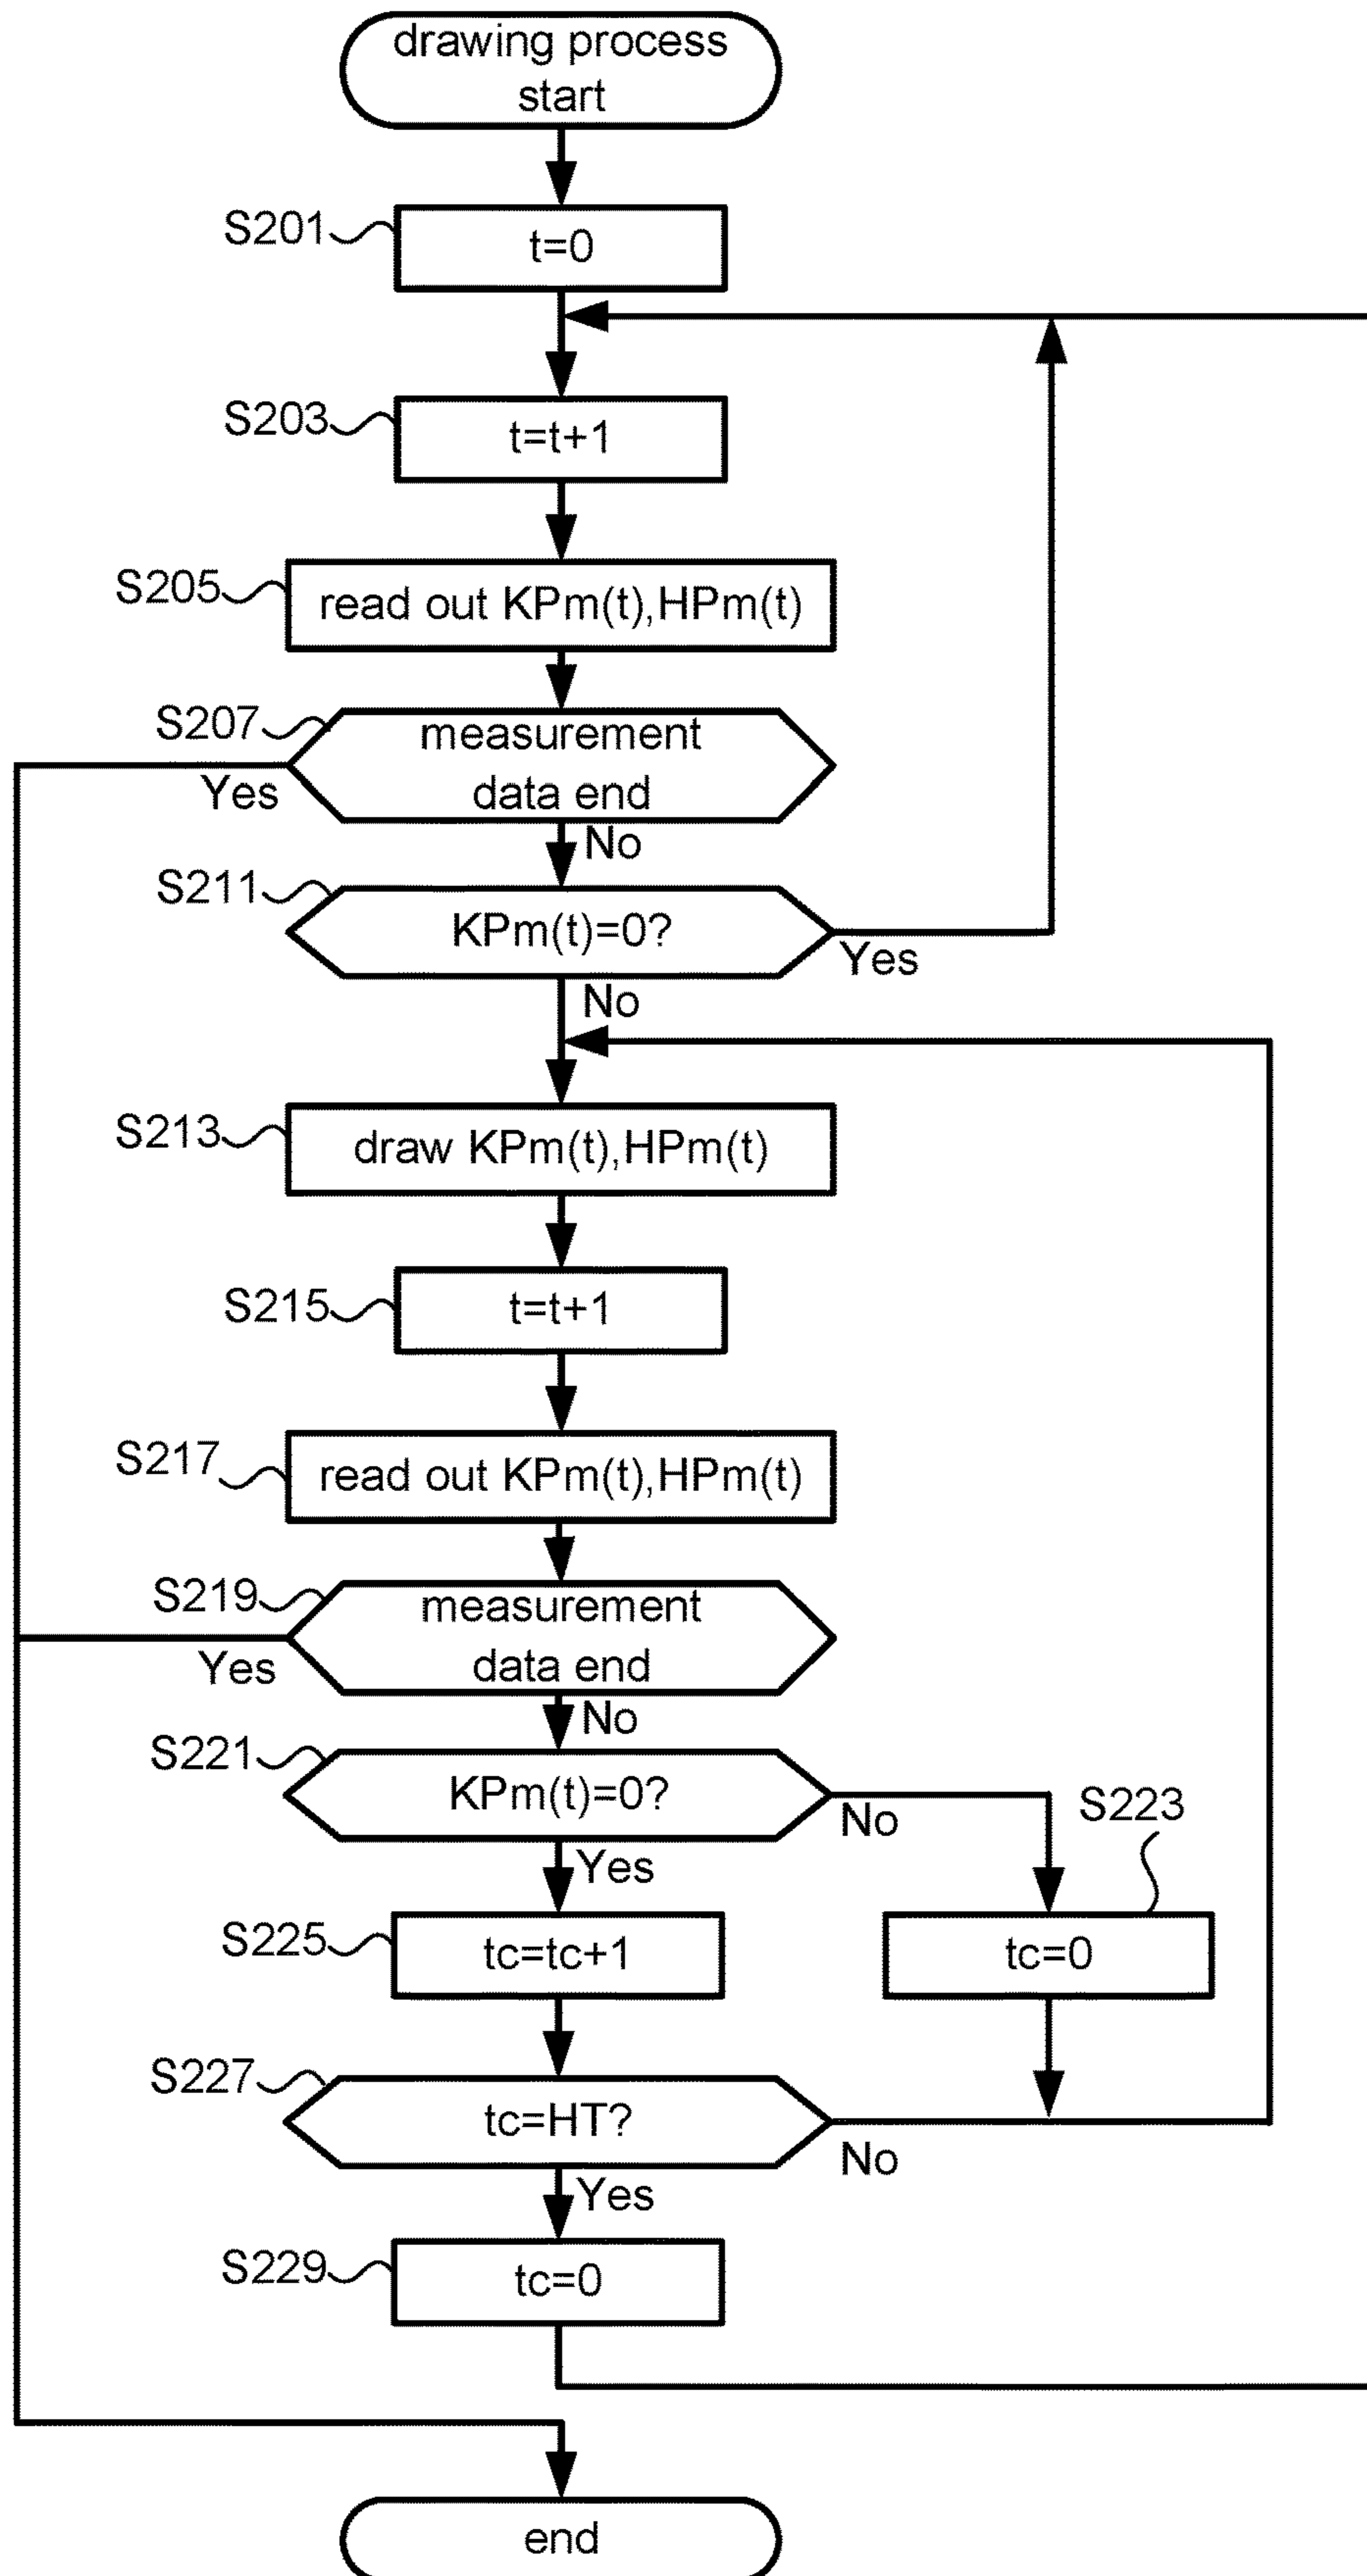 drawing process
start
S201
t=0
S203
t=t+1
S205
read out KPm(t),HPm(t)
S207
measurement
data end
Yes
No
S211
KPm(t)=0?
Yes
No
S213
draw KPm(t),HPm(t)
S215
t=t+1
S217
read out KPm(t),HPm(t)
S219
measurement
data end
Yes
No
S221
KPm(t)=0?
No
S223
Yes
S225
tc=tc+1
tc=0
S227
tc=HT?
No
Yes
S229
tc=0
end